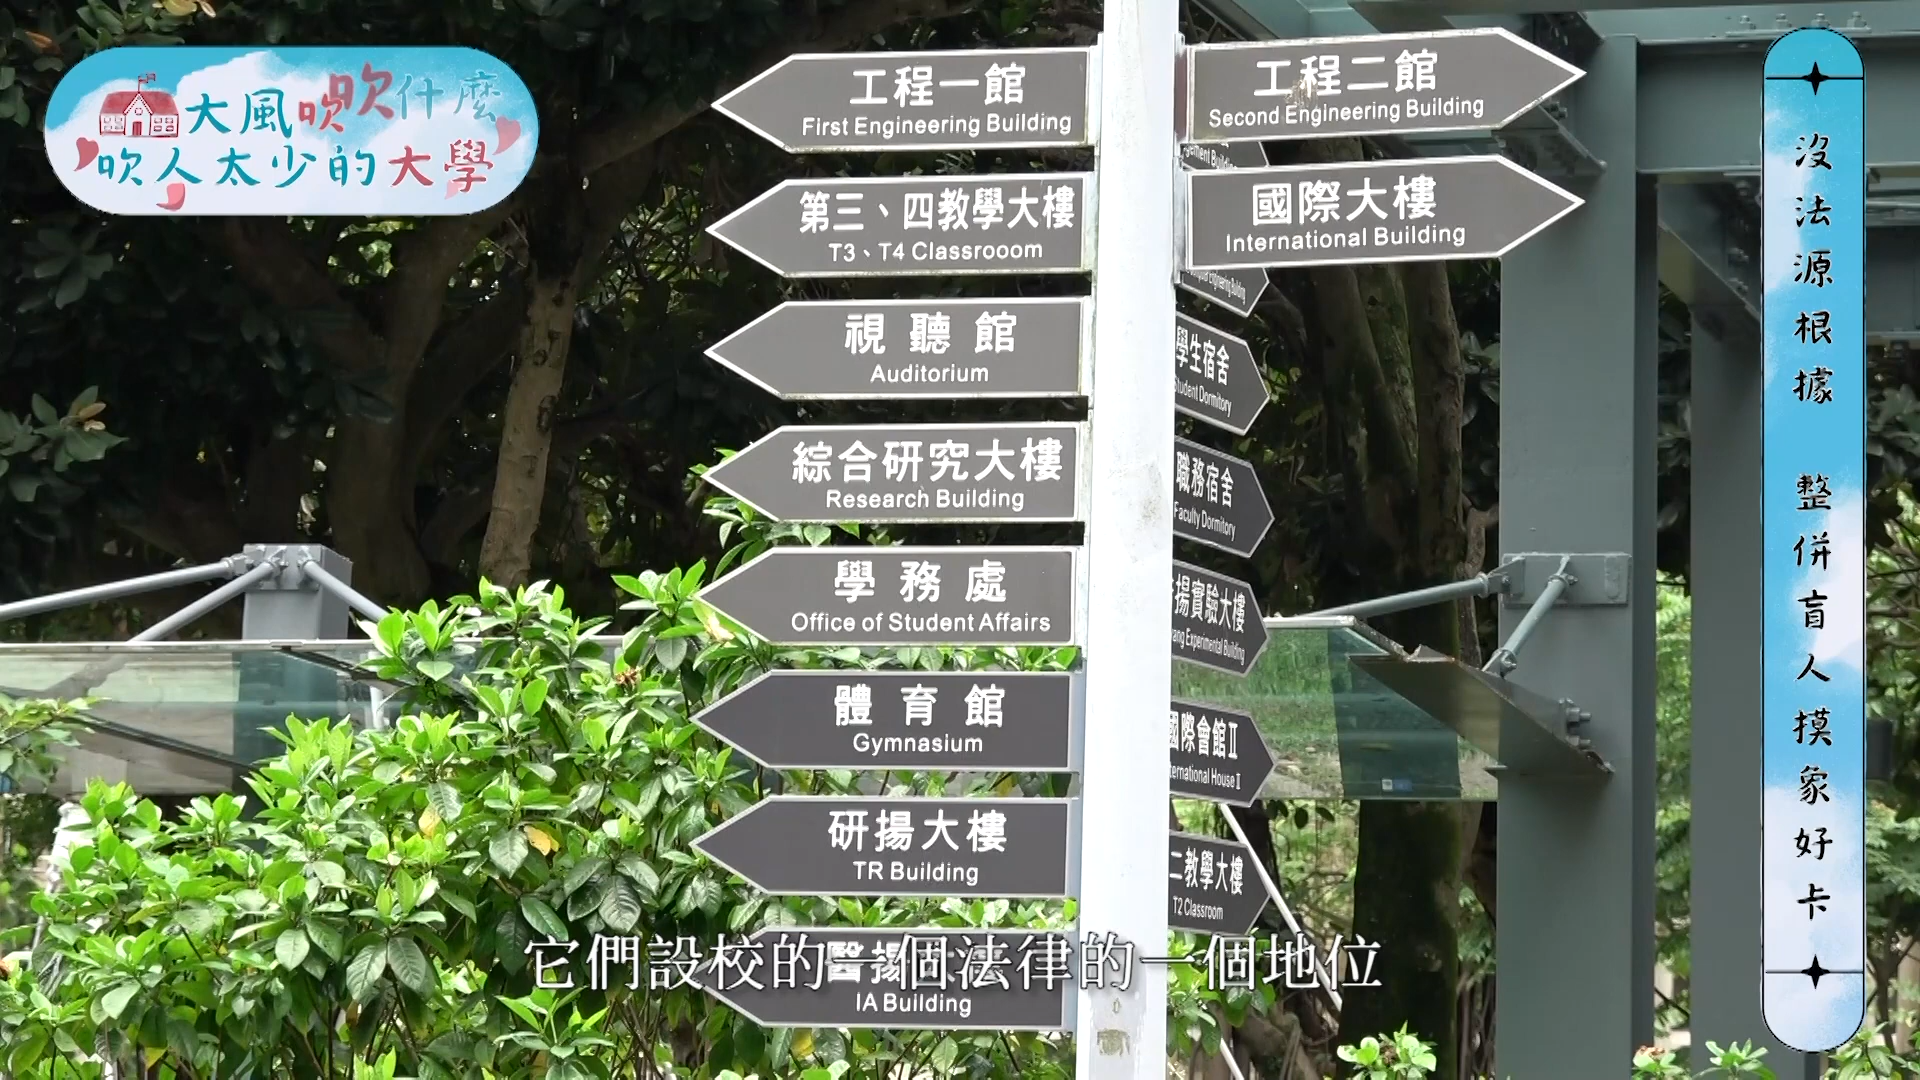 大風吹吹什麼
吹人太少的大學
工程一館
First Engineering Building
第三、四教學大樓
T3、T4 Classrooom
視聽館
Auditorium
綜合研究大樓
Research Building
學務處
Office of Student Affairs
體育館
Gymnasium
研揚大樓
TR Building
醫揚
IA Building
工程二館
Second Engineering Building
國際大樓
International Building
學生宿舍
Student Dormitory
職務宿舍
Faculty Dormitory
揚實驗大樓
Experimental Building
國際會館II
House II
二教學大樓
T2 Classroom
它們設校的一個法律的一個地位
沒法源根據 整併盲人摸象好卡